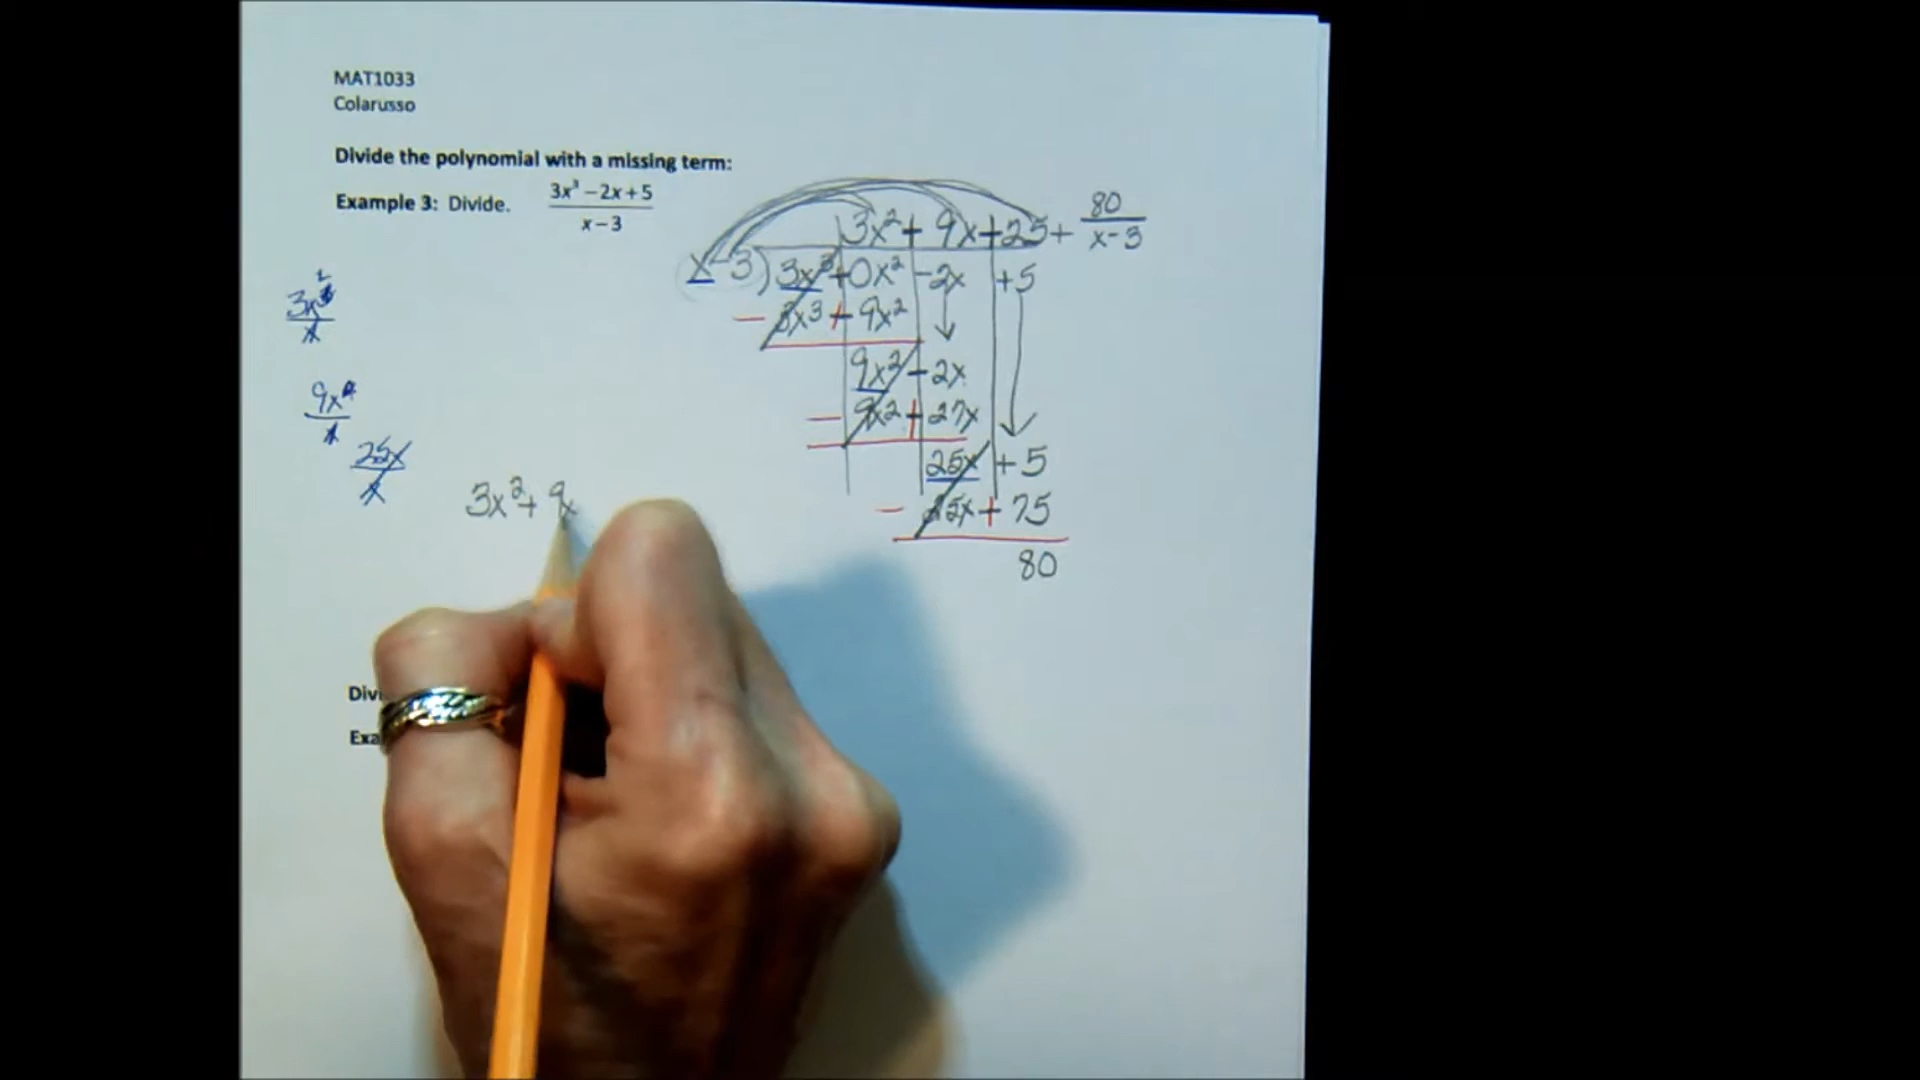 MAT1033
Colarusso
Divide the polynomial with a missing term:
Example 3: Divide. 3x³ – 2x + 5
x – 3
3x² + 9x + 25 + 80
x-3
x-3) 3x³ + 0x² - 2x + 5
- 3x³ + 9x²
9x² - 2x
- 9x² + 27x
25x + 5
- 25x + 75
80
3x³
x
9x²
x
25x
x
3x² + 9x
Divi
Exa